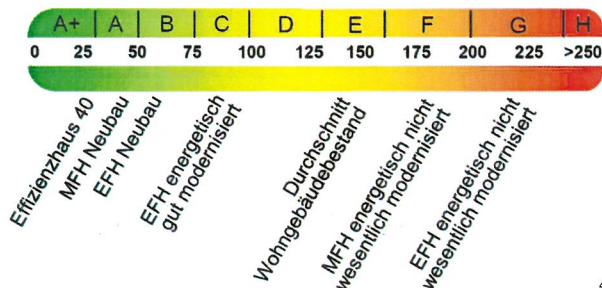 A+ A B C D E F G H
0 25 50 75 100 125 150 175 200 225 >250
Effizienzhaus 40
MFH Neubau
EFH Neubau
EFH energetisch
gut modernisiert
Durchschnitt
Wohngebäudebestand
MFH energetisch nicht
wesentlich modernisiert
EFH energetisch nicht
wesentlich modernisiert